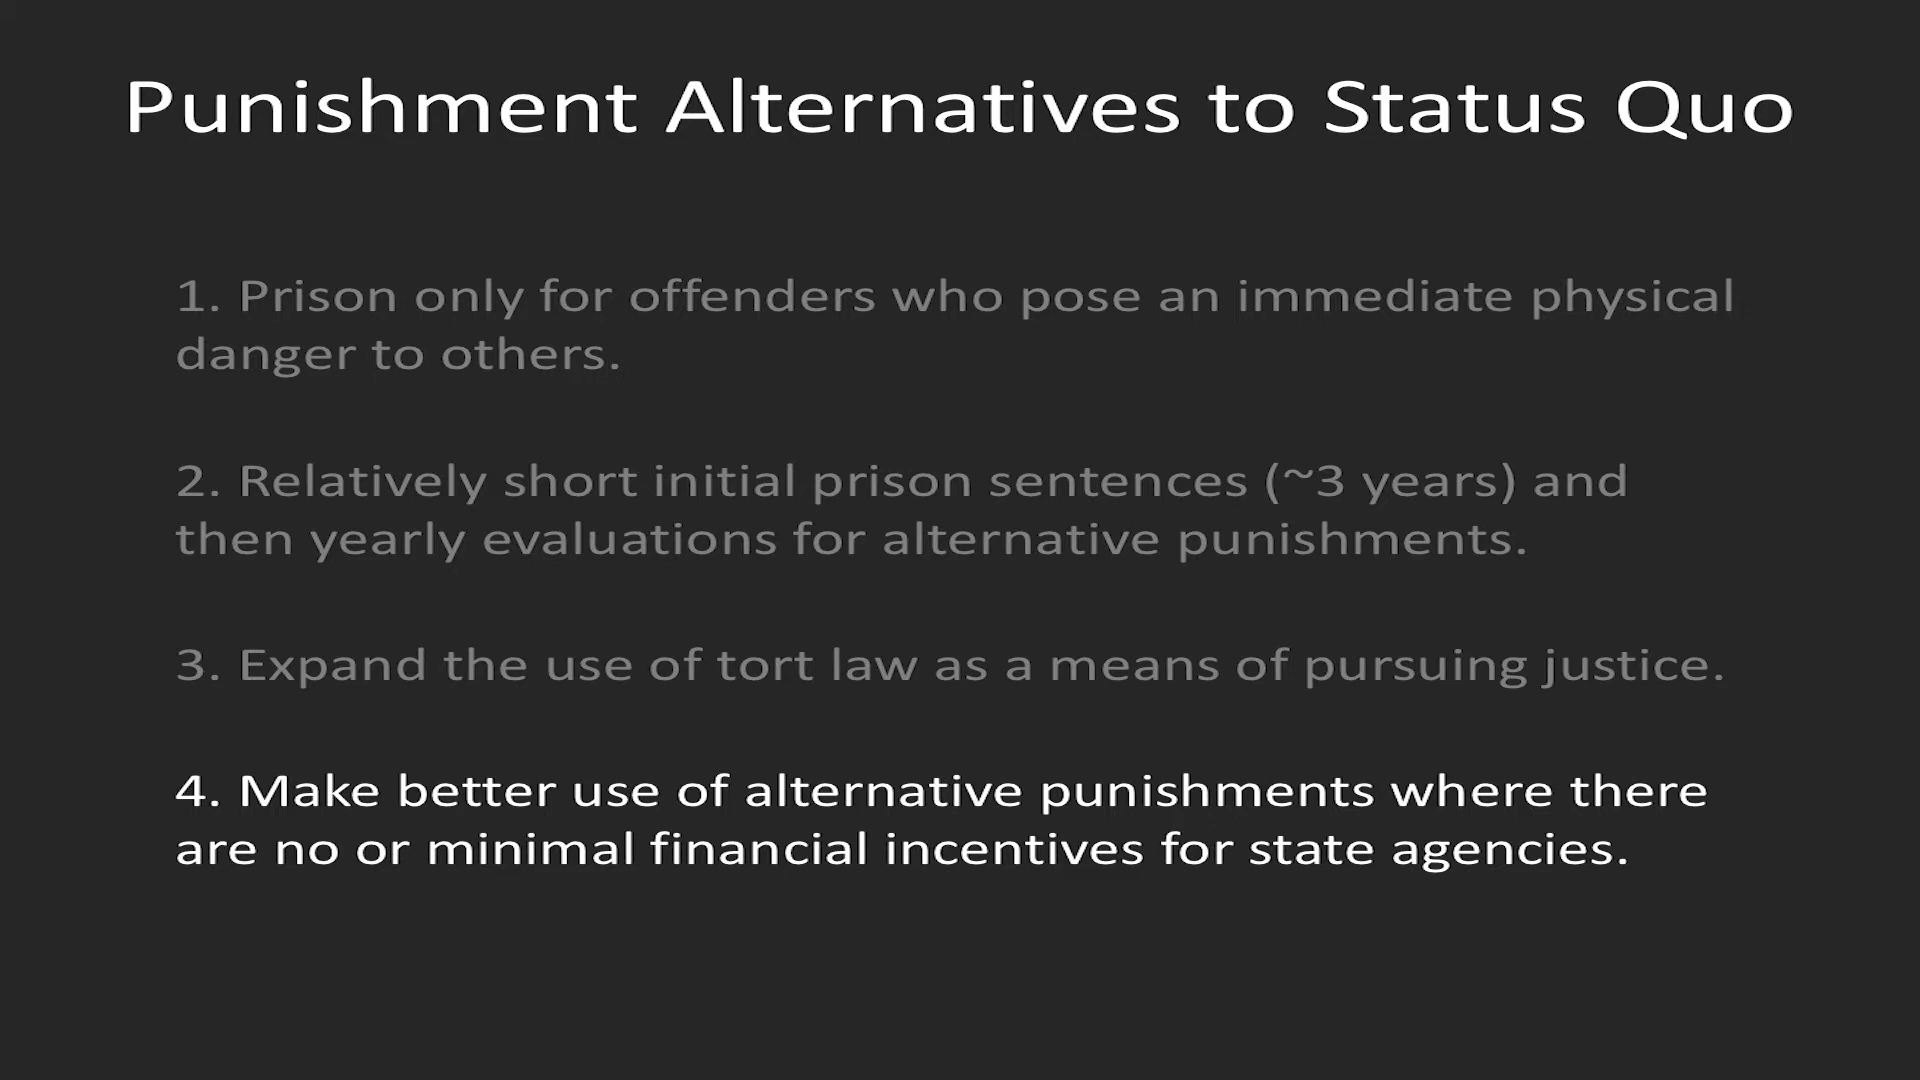 Punishment Alternatives to Status Quo
1. Prison only for offenders who pose an immediate physical
danger to others.
2. Relatively short initial prison sentences (~3 years) and
then yearly evaluations for alternative punishments.
3. Expand the use of tort law as a means of pursuing justice.
4. Make better use of alternative punishments where there
are no or minimal financial incentives for state agencies.